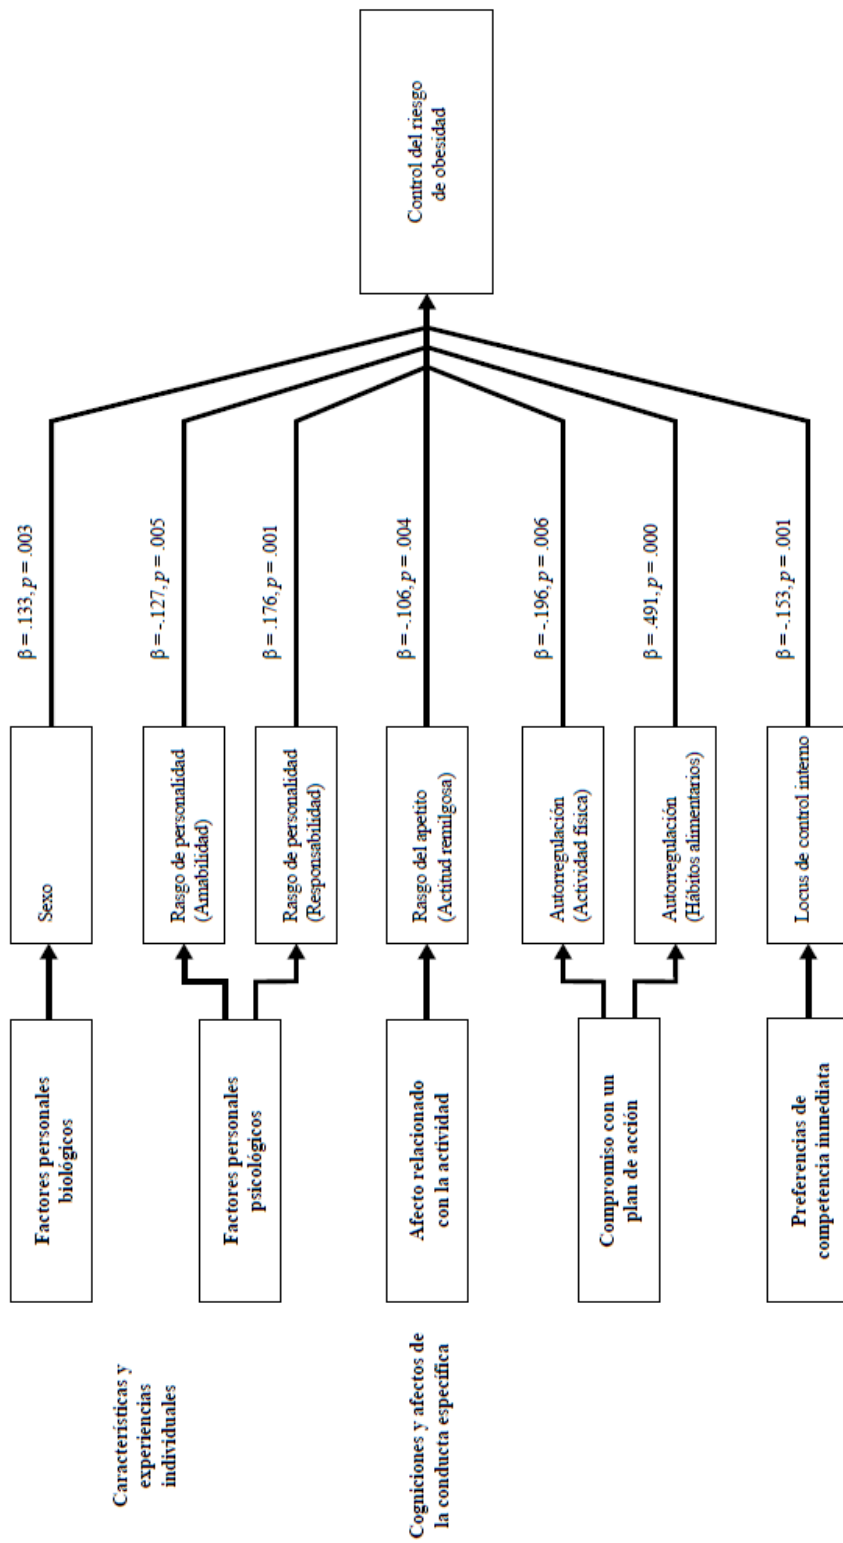 Características y
experiencias
individuales
Cogniciones y afectos de
la conducta específica
Factores personales
biológicos
Factores personales
psicológicos
Afecto relacionado
con la actividad
Compromiso con un
plan de acción
Preferencias de
competencia inmediata
Sexo
Rasgo de personalidad
(Amabilidad)
Rasgo de personalidad
(Responsabilidad)
Rasgo del apetito
(Actitud remilgosa)
Autorregulación
(Actividad física)
Autorregulación
(Hábitos alimentarios)
Locus de control interno
β = .133, p = .003
β = -.127, p = .005
β = .176, p = .001
β = -.106, p = .004
β = -.196, p = .006
β = .491, p = .000
β = -.153, p = .001
Control del riesgo
de obesidad